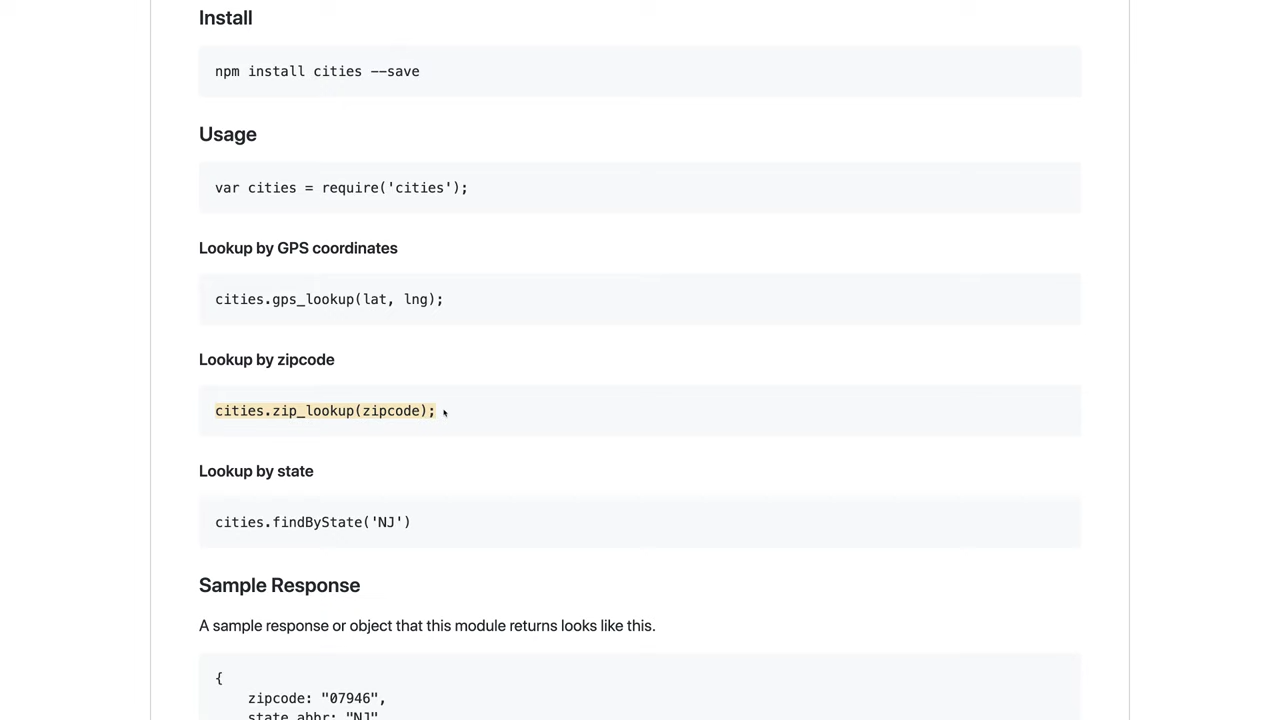 Install
npm install cities --save
Usage
var cities = require('cities');
Lookup by GPS coordinates
cities.gps_lookup(lat, lng);
Lookup by zipcode
cities.zip_lookup(zipcode);
Lookup by state
cities.findByState('NJ')
Sample Response
A sample response or object that this module returns looks like this.
{
zipcode: "07946",
state_abbr: "NJ"